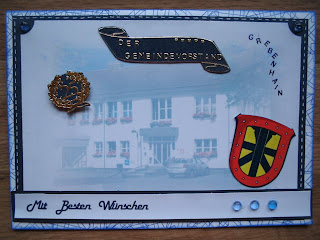 DER
GEMEINDEVORSTAND
GREBENHAIN
Mit Besten Wünschen